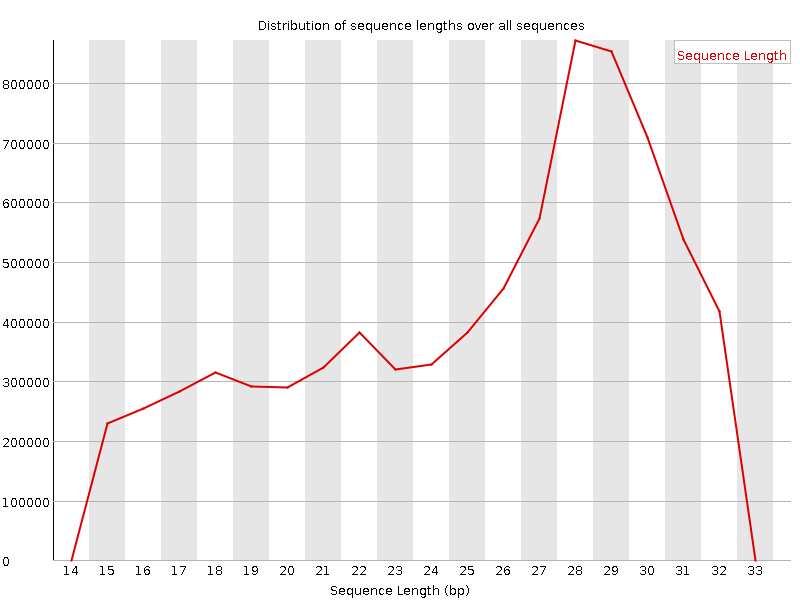 Distribution of sequence lengths over all sequences
Sequence Length
800000
700000
600000
500000
400000
300000
200000
100000
0
14 15 16 17 18 19 20 21 22 23 24 25 26 27 28 29 30 31 32 33
Sequence Length (bp)